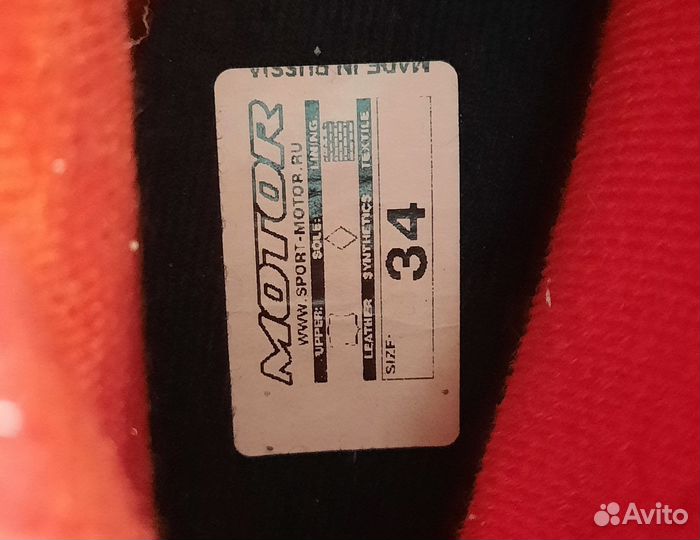 MOTOR
WWW.SPORT-MOTOR.RU
UPPER: SOLE: LINING
LEATHER SYNTHETICS TEXTILE
SIZE-
34
MADE IN RUSSIA
Avito